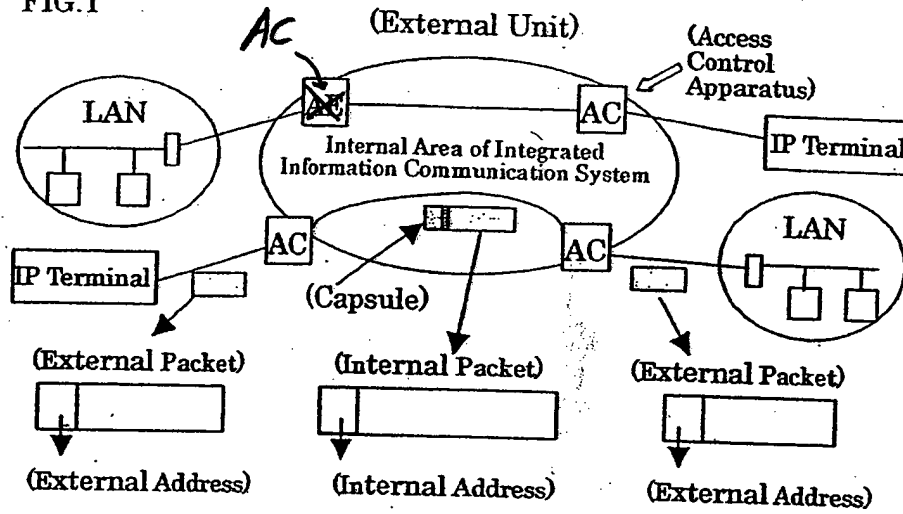 FIG.1
AC
(External Unit)
(Access
Control
Apparatus)
LAN
AE
AC
IP Terminal
Internal Area of Integrated
Information Communication System
AC
AC
LAN
IP Terminal
(Capsule)
(External Packet)
(Internal Packet)
(External Packet)
(External Address)
(Internal Address)
(External Address)